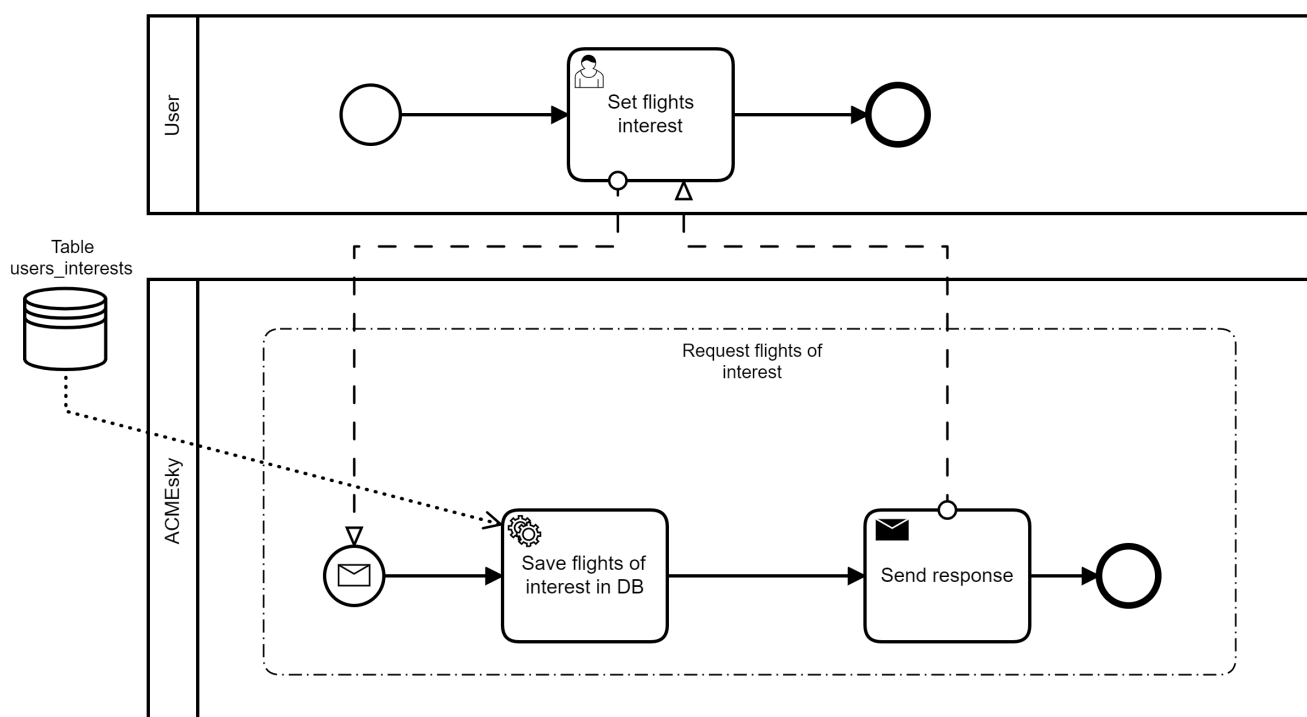 User
Set flights
interest
Table
users_interests
ACMEsky
Request flights of
interest
Save flights of
interest in DB
Send response